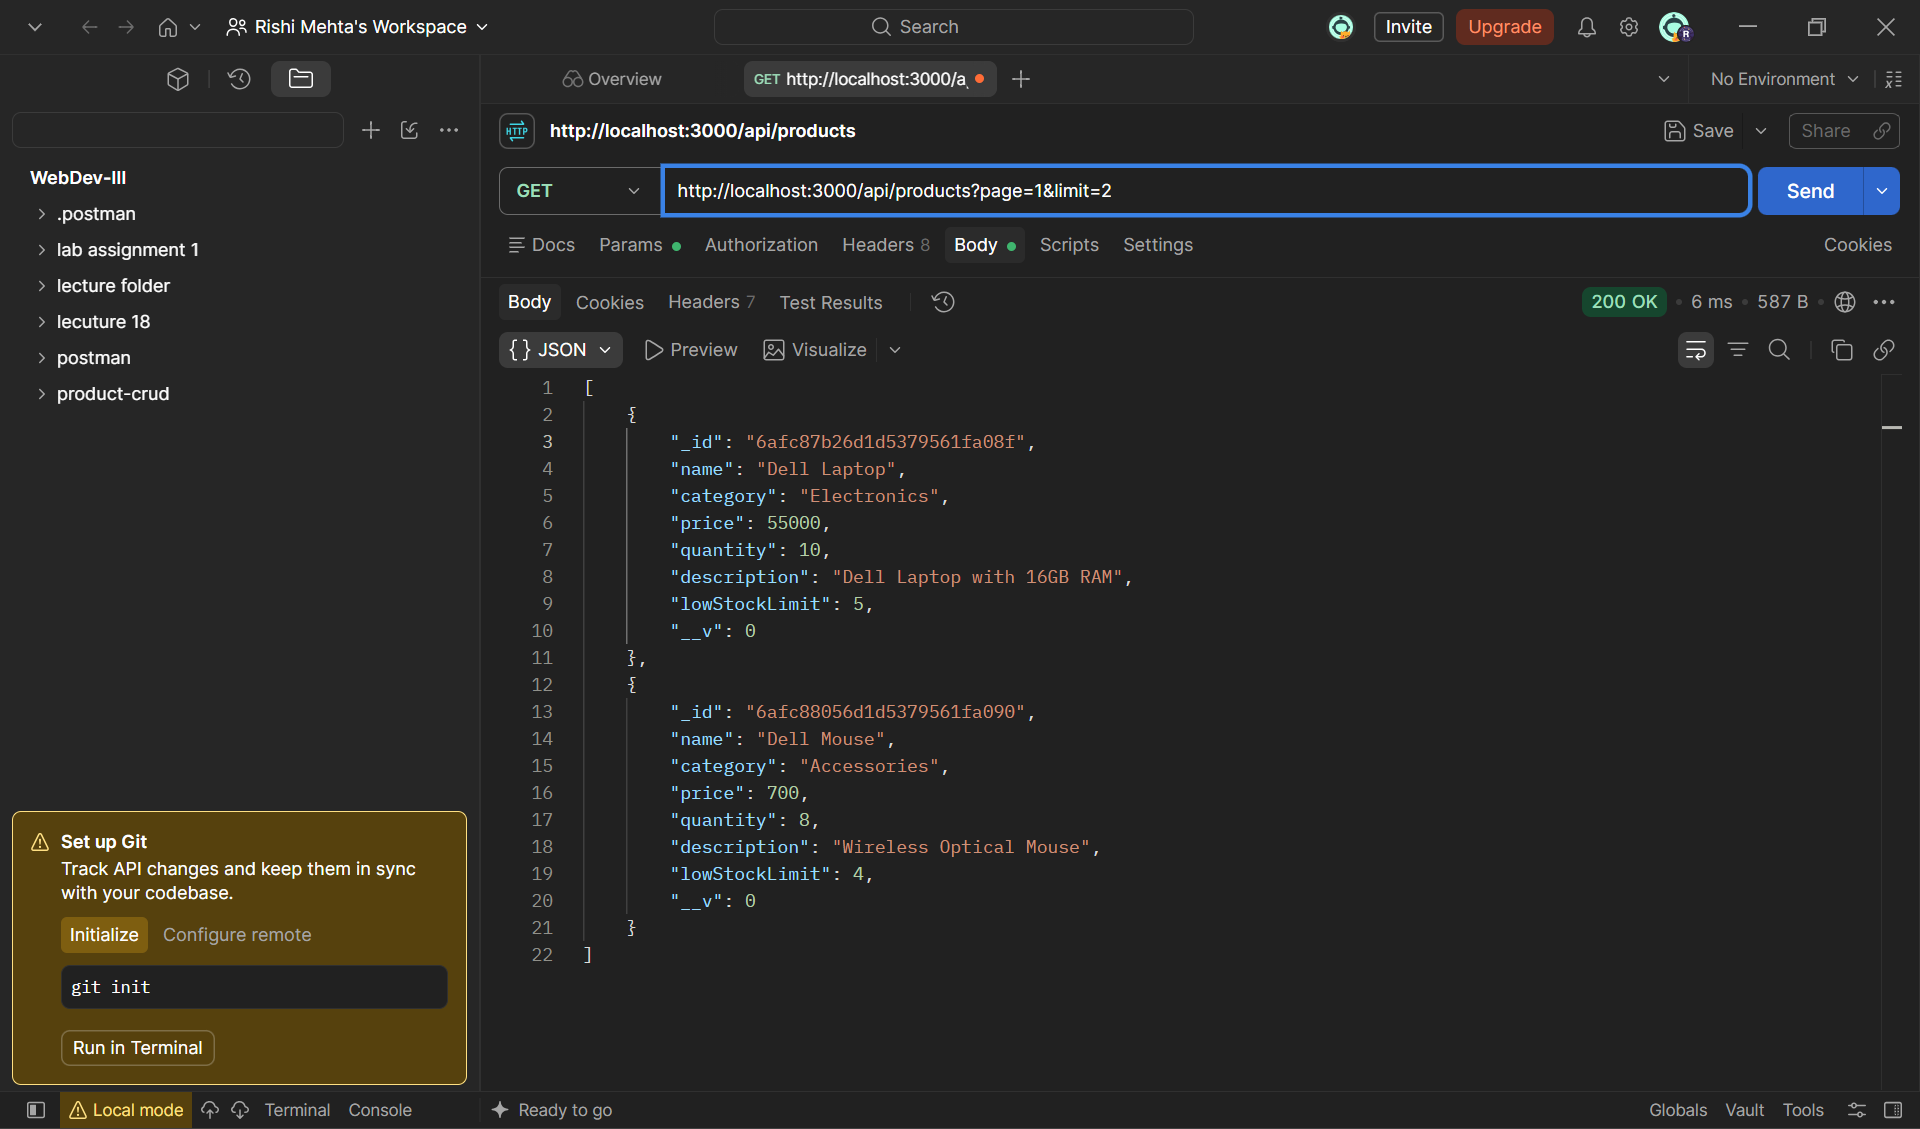 Rishi Mehta's Workspace
Search
Invite
Upgrade
R
Overview
GET http://localhost:3000/a
No Environment
HTTP
http://localhost:3000/api/products
Save
Share
WebDev-III
.postman
lab assignment 1
lecture folder
lecuture 18
postman
product-crud
GET
http://localhost:3000/api/products?page=1&limit=2
Send
Docs
Params
Authorization
Headers 8
Body
Scripts
Settings
Cookies
Body
Cookies
Headers 7
Test Results
200 OK
6 ms
587 B
{} JSON
Preview
Visualize
1 [
2 {
3 "_id": "6afc87b26d1d5379561fa08f",
4 "name": "Dell Laptop",
5 "category": "Electronics",
6 "price": 55000,
7 "quantity": 10,
8 "description": "Dell Laptop with 16GB RAM",
9 "lowStockLimit": 5,
10 "__v": 0
11 },
12 {
13 "_id": "6afc88056d1d5379561fa090",
14 "name": "Dell Mouse",
15 "category": "Accessories",
16 "price": 700,
17 "quantity": 8,
18 "description": "Wireless Optical Mouse",
19 "lowStockLimit": 4,
20 "__v": 0
21 }
22 ]
Set up Git
Track API changes and keep them in sync
with your codebase.
Initialize
Configure remote
git init
Run in Terminal
Local mode
Terminal
Console
Ready to go
Globals
Vault
Tools